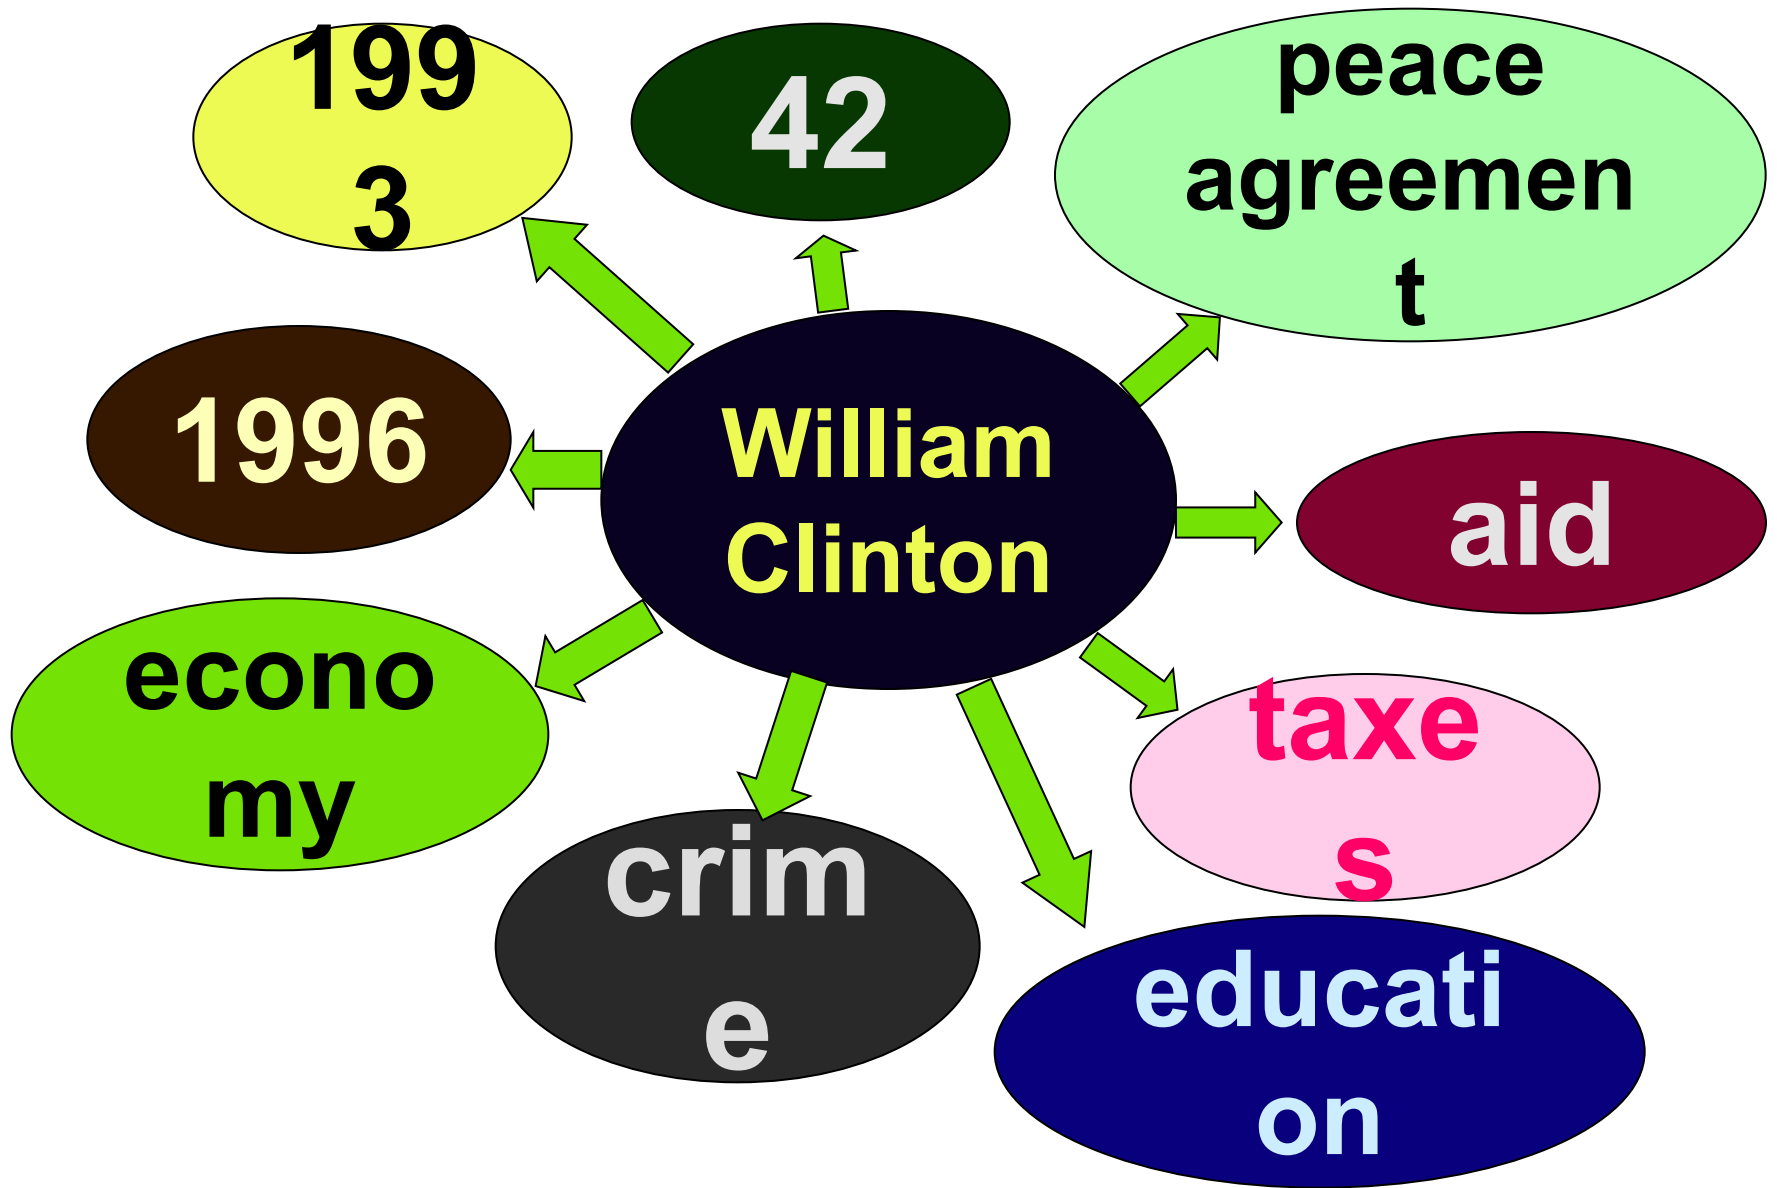 199
3
42
peace
agreemen
t
1996
William
Clinton
aid
econo
my
taxe
s
crim
e
educati
on